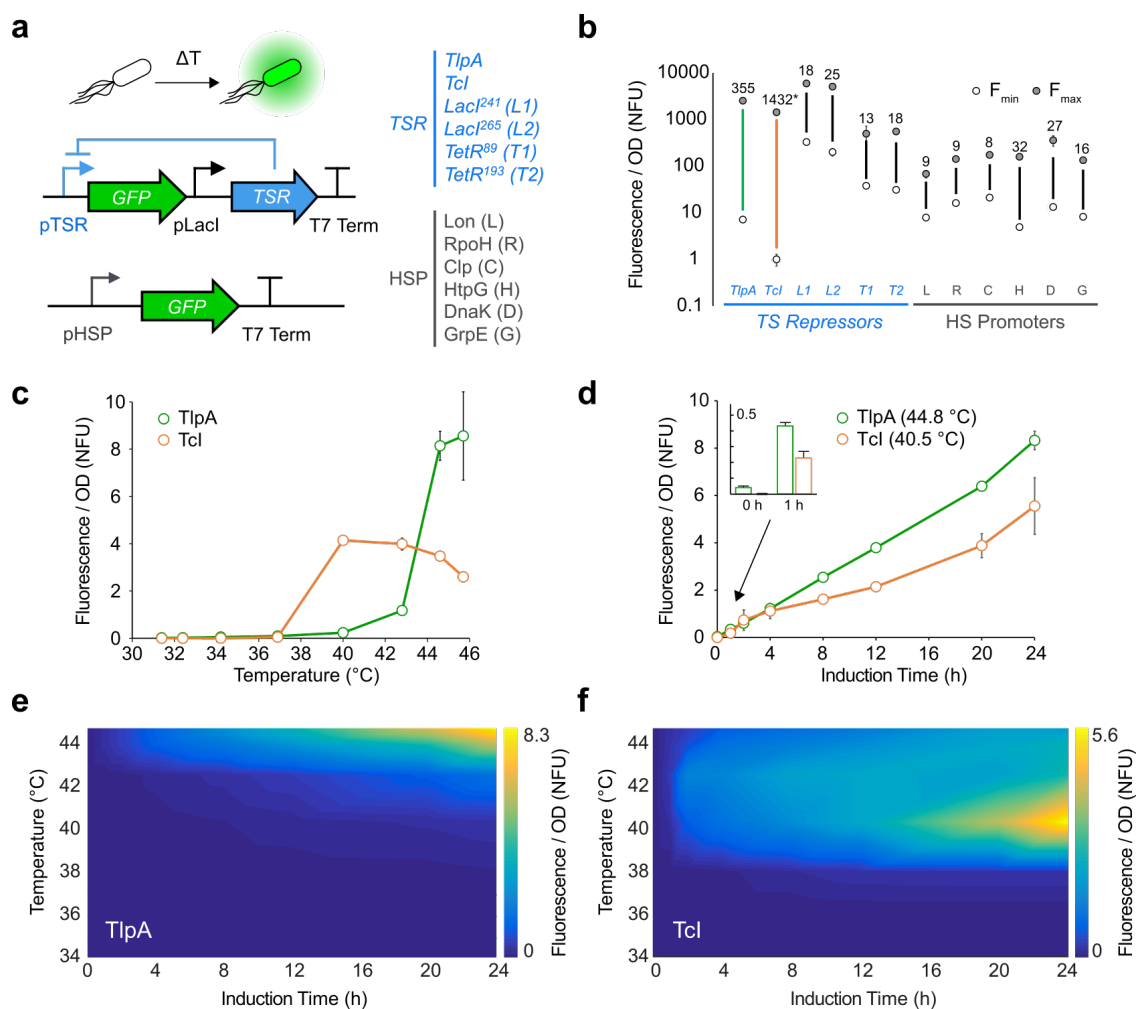 a
ΔT
pTSR
GFP
pLacI
TSR
T7 Term
pHSP
GFP
T7 Term
TSR
TlpA
TcI
LacI²⁴¹ (L1)
LacI²⁶⁵ (L2)
TetR⁸⁹ (T1)
TetR¹⁹³ (T2)
HSP
Lon (L)
RpoH (R)
Clp (C)
HtpG (H)
DnaK (D)
GrpE (G)
b
Fluorescence / OD (NFU)
10000
1000
100
10
1
0.1
355
1432*
18
25
13
18
9
9
8
32
27
16
Fmin
Fmax
TlpA TcI L1 L2 T1 T2 L R C H D G
TS Repressors HS Promoters
c
Fluorescence / OD (NFU)
10
8
6
4
2
0
TlpA
TcI
30 32 34 36 38 40 42 44 46
Temperature (°C)
d
Fluorescence / OD (NFU)
10
8
6
4
2
0
0.5
0 h 1 h
TlpA (44.8 °C)
TcI (40.5 °C)
0 4 8 12 16 20 24
Induction Time (h)
e
Temperature (°C)
44
42
40
38
36
34
TlpA
0 4 8 12 16 20 24
Induction Time (h)
8.3
0
Fluorescence / OD (NFU)
f
Temperature (°C)
44
42
40
38
36
34
TcI
0 4 8 12 16 20 24
Induction Time (h)
5.6
0
Fluorescence / OD (NFU)